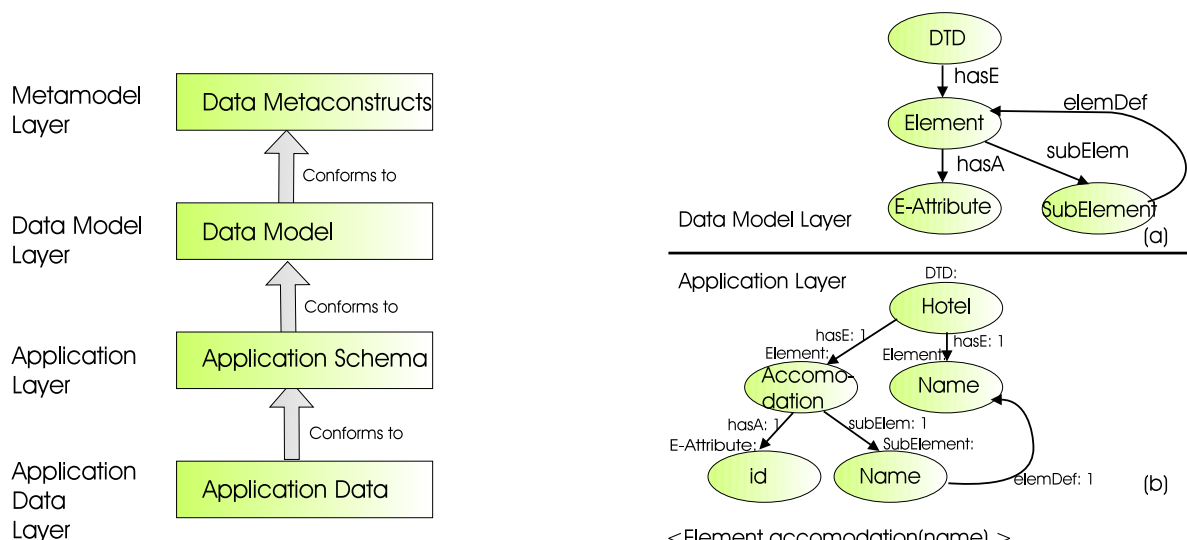 Metamodel
Layer
Data Metaconstructs
Conforms to
Data Model
Layer
Data Model
Conforms to
Application
Layer
Application Schema
Conforms to
Application
Data
Layer
Application Data
DTD
hasE
elemDef
Element
subElem
hasA
E-Attribute
SubElement
Data Model Layer
(a)
Application Layer
DTD:
Hotel
hasE: 1
hasE: 1
Element:
Element:
Accomo-
dation
Name
hasA: 1
subElem: 1
E-Attribute:
SubElement:
id
Name
elemDef: 1
(b)
<Element accomodation(name) >